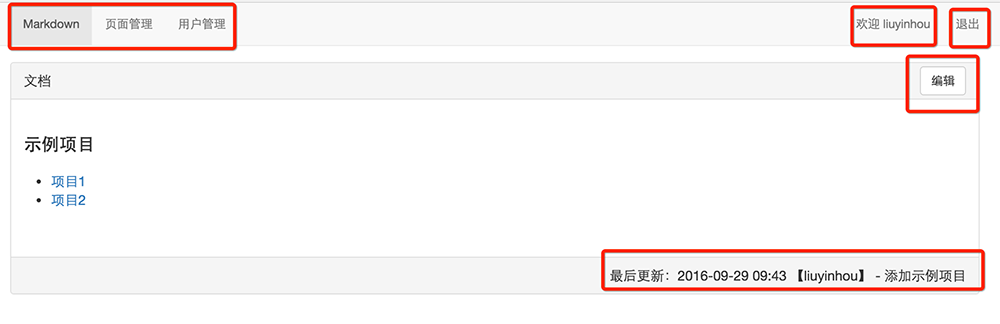 Markdown 页面管理 用户管理 欢迎 liuyinhou 退出
文档 编辑
示例项目
项目1
项目2
最后更新：2016-09-29 09:43 【liuyinhou】 - 添加示例项目